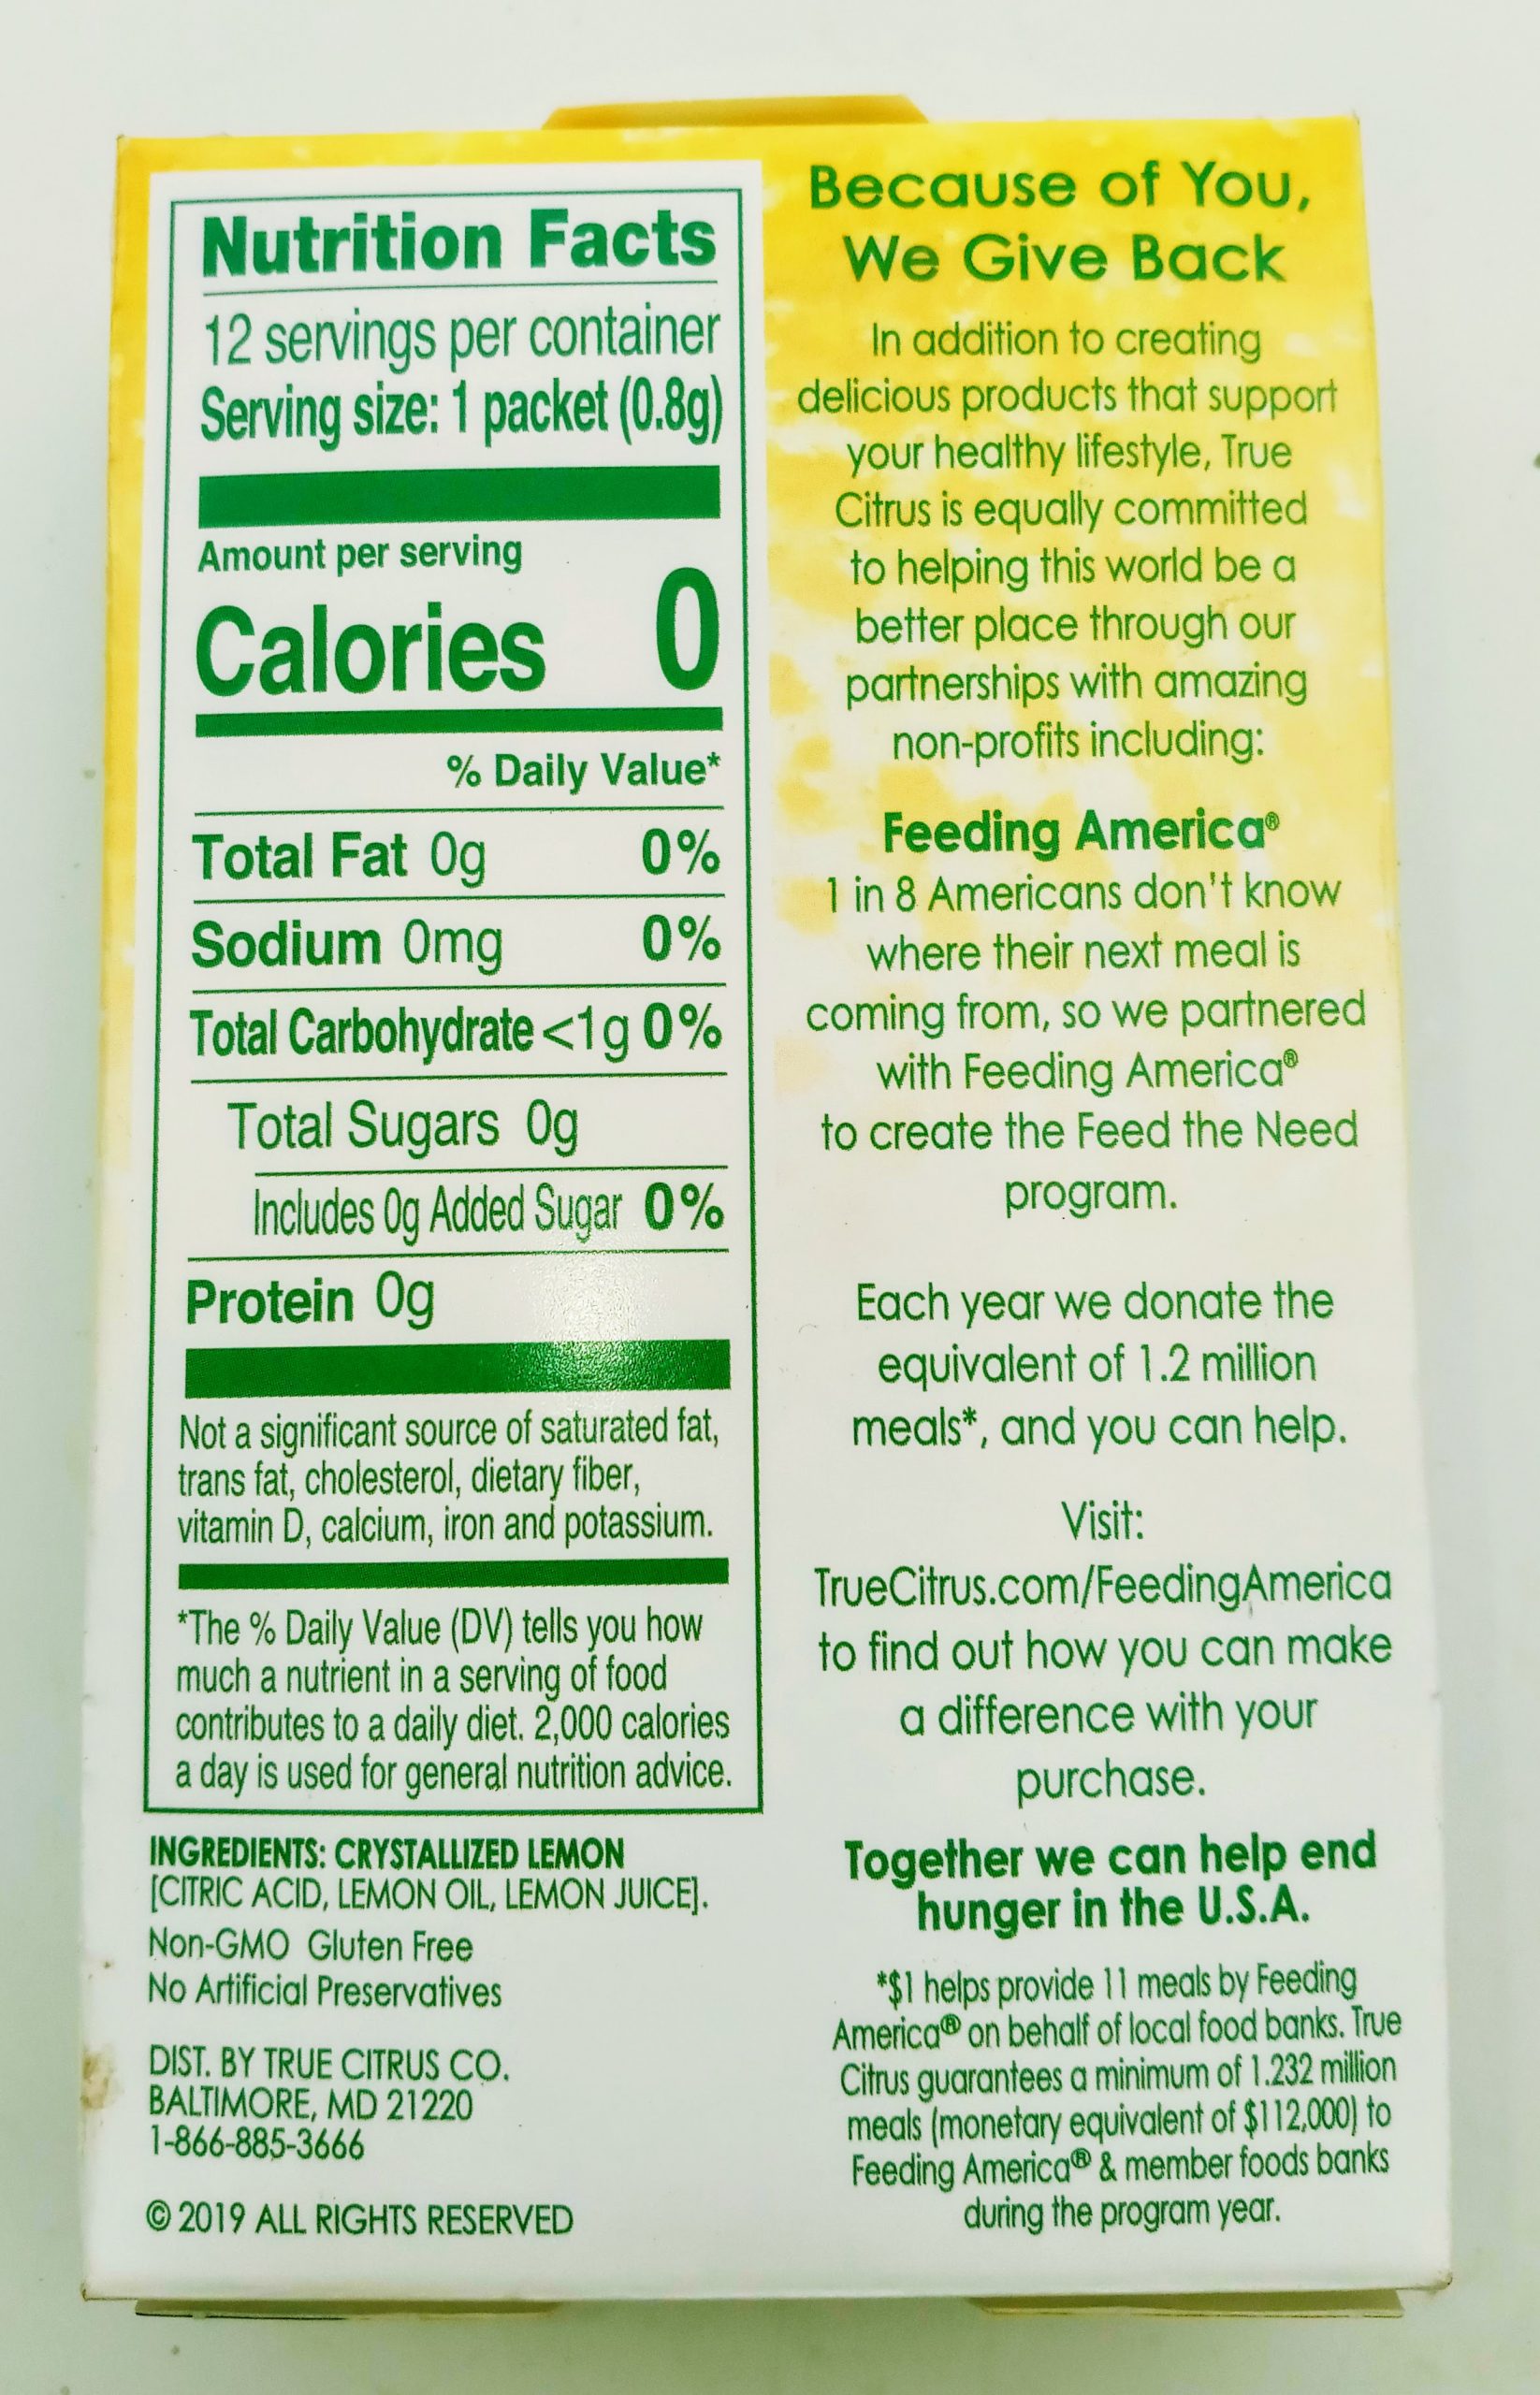 Nutrition Facts
12 servings per container
Serving size: 1 packet (0.8g)
Amount per serving
Calories 0
% Daily Value*
Total Fat 0g 0%
Sodium 0mg 0%
Total Carbohydrate <1g 0%
Total Sugars 0g
Includes 0g Added Sugar 0%
Protein 0g
Not a significant source of saturated fat,
trans fat, cholesterol, dietary fiber,
vitamin D, calcium, iron and potassium.
*The % Daily Value (DV) tells you how
much a nutrient in a serving of food
contributes to a daily diet. 2,000 calories
a day is used for general nutrition advice.
INGREDIENTS: CRYSTALLIZED LEMON
[CITRIC ACID, LEMON OIL, LEMON JUICE].
Non-GMO Gluten Free
No Artificial Preservatives
DIST. BY TRUE CITRUS CO.
BALTIMORE, MD 21220
1-866-885-3666
© 2019 ALL RIGHTS RESERVED
Because of You,
We Give Back
In addition to creating
delicious products that support
your healthy lifestyle, True
Citrus is equally committed
to helping this world be a
better place through our
partnerships with amazing
non-profits including:
Feeding America®
1 in 8 Americans don't know
where their next meal is
coming from, so we partnered
with Feeding America®
to create the Feed the Need
program.
Each year we donate the
equivalent of 1.2 million
meals*, and you can help.
Visit:
TrueCitrus.com/FeedingAmerica
to find out how you can make
a difference with your
purchase.
Together we can help end
hunger in the U.S.A.
*$1 helps provide 11 meals by Feeding
America® on behalf of local food banks. True
Citrus guarantees a minimum of 1.232 million
meals (monetary equivalent of $112,000) to
Feeding America® & member foods banks
during the program year.